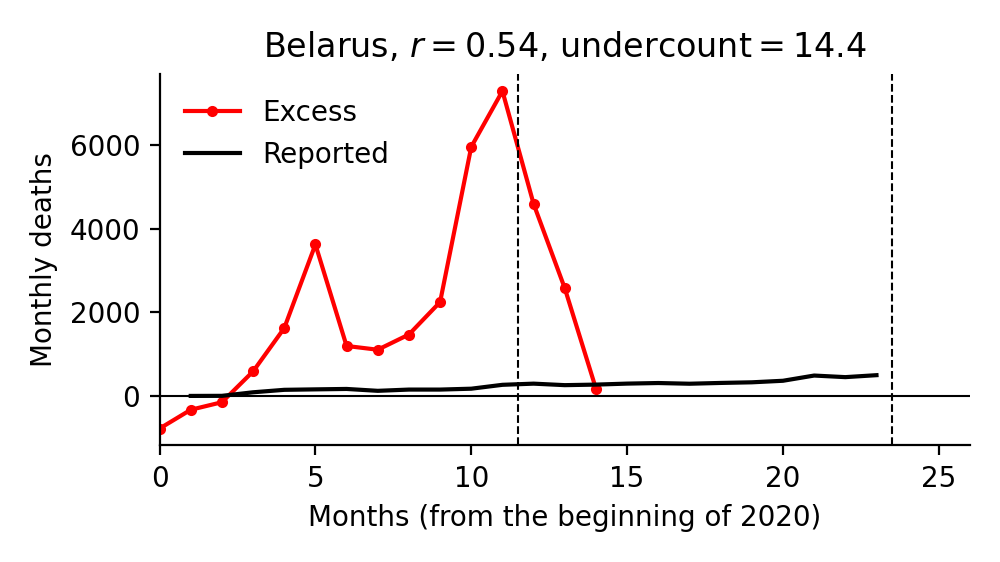 Belarus, r = 0.54, undercount = 14.4
Excess
Reported
Monthly deaths
6000
4000
2000
0
0 5 10 15 20 25
Months (from the beginning of 2020)